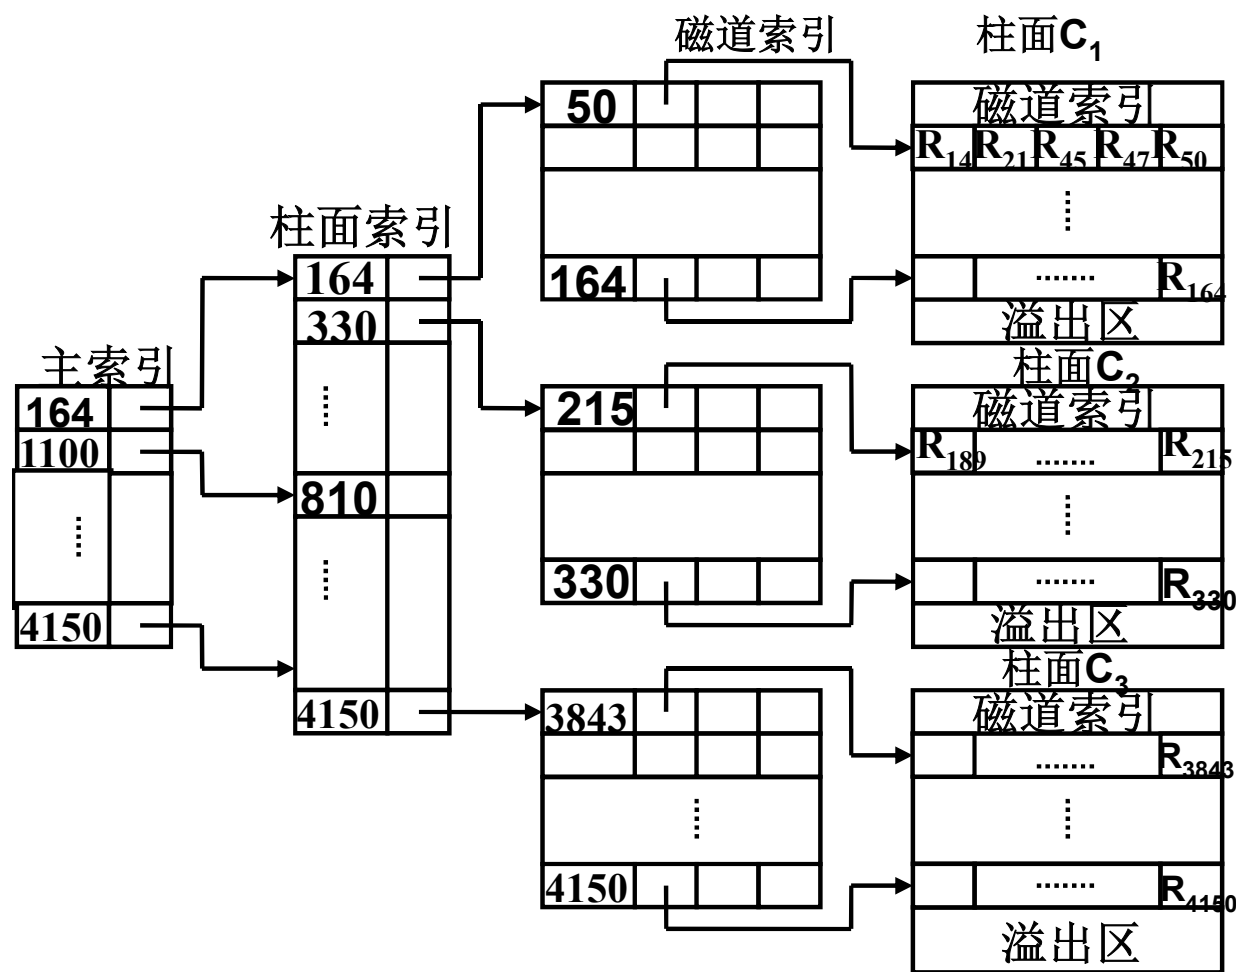 磁道索引
柱面C1
50
磁道索引
R14 R21 R45 R47 R50
┆
柱面索引
164
330
164
....... R164
溢出区
主索引
164
1100
┆
4150
┆
810
┆
4150
柱面C2
215
磁道索引
R189 ....... R215
┆
330
....... R330
溢出区
柱面C3
3843
磁道索引
....... R3843
┆
┆
4150
....... R4150
溢出区